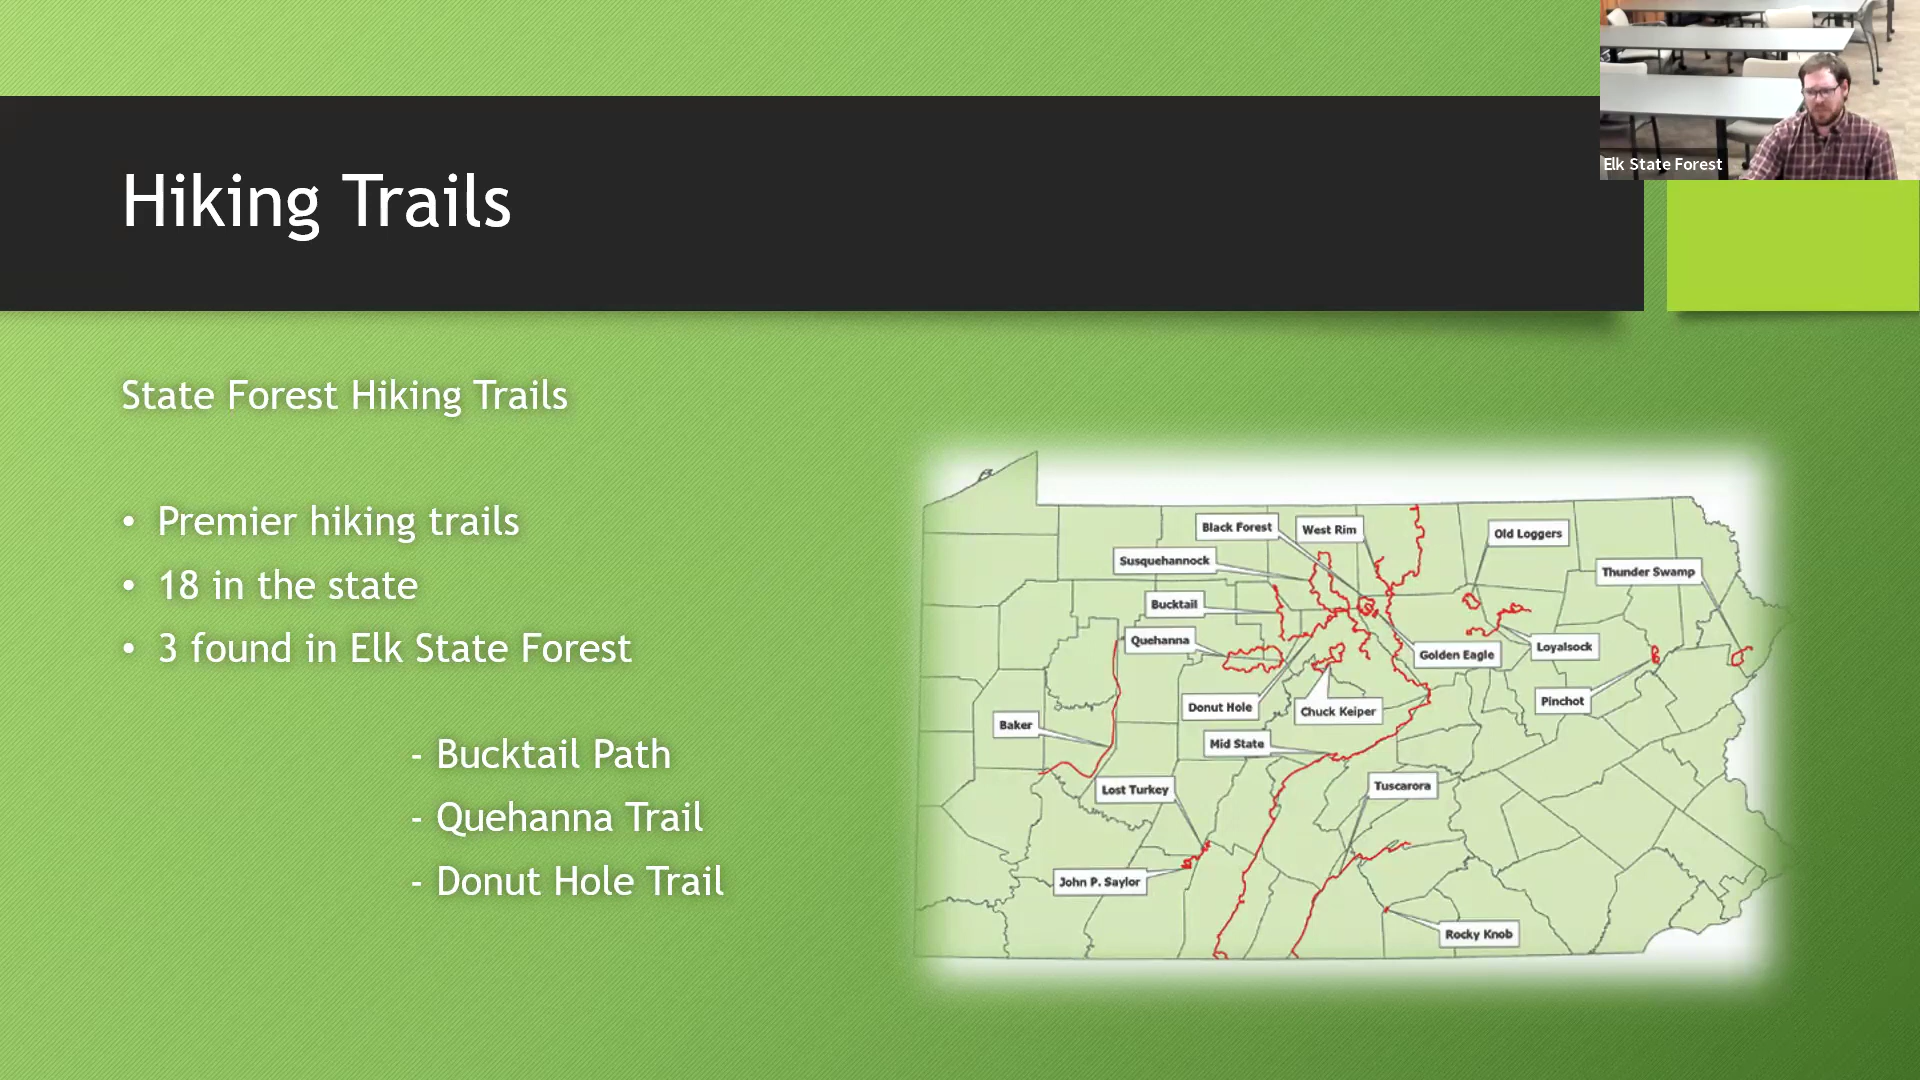 Elk State Forest
Hiking Trails
State Forest Hiking Trails
• Premier hiking trails
• 18 in the state
• 3 found in Elk State Forest
- Bucktail Path
- Quehanna Trail
- Donut Hole Trail
Black Forest
West Rim
Old Loggers
Susquehannock
Thunder Swamp
Bucktail
Quehanna
Loyalsock
Golden Eagle
Pinchot
Donut Hole
Chuck Keiper
Baker
Mid State
Tuscarora
Lost Turkey
John P. Saylor
Rocky Knob